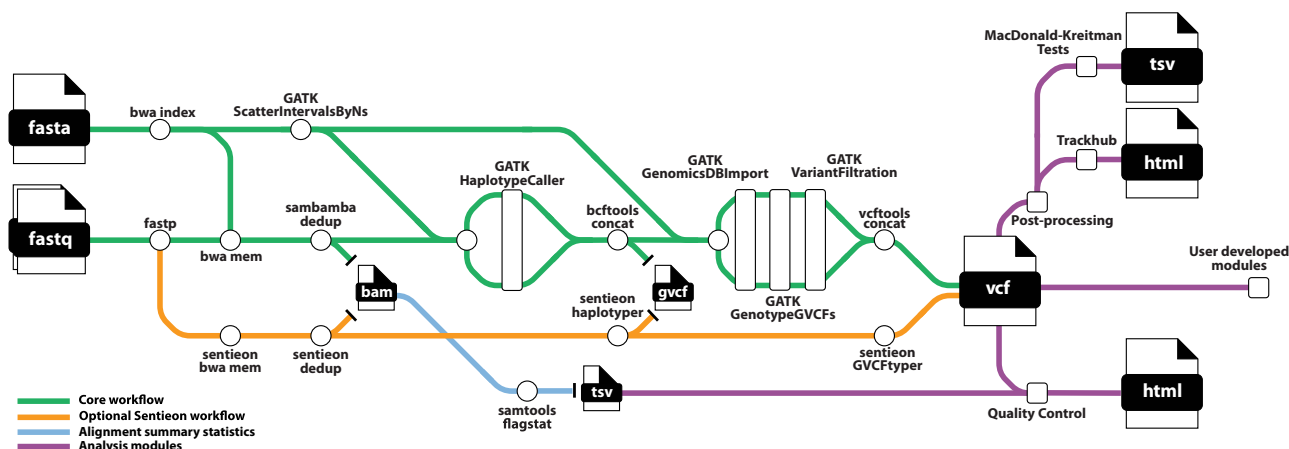 MacDonald-Kreitman
Tests
tsv
GATK
ScatterIntervalsByNs
bwa index
fasta
Trackhub
html
GATK
HaplotypeCaller
GATK
GenomicsDBImport
GATK
VariantFiltration
fastq
fastp
bwa mem
sambamba
dedup
bcftools
concat
vcftools
concat
Post-processing
User developed
modules
bam
gvcf
vcf
GATK
GenotypeGVCFs
sentieon
haplotyper
sentieon
bwa mem
sentieon
dedup
sentieon
GVCFtyper
tsv
samtools
flagstat
Quality Control
html
Core workflow
Optional Sentieon workflow
Alignment summary statistics
Analysis modules